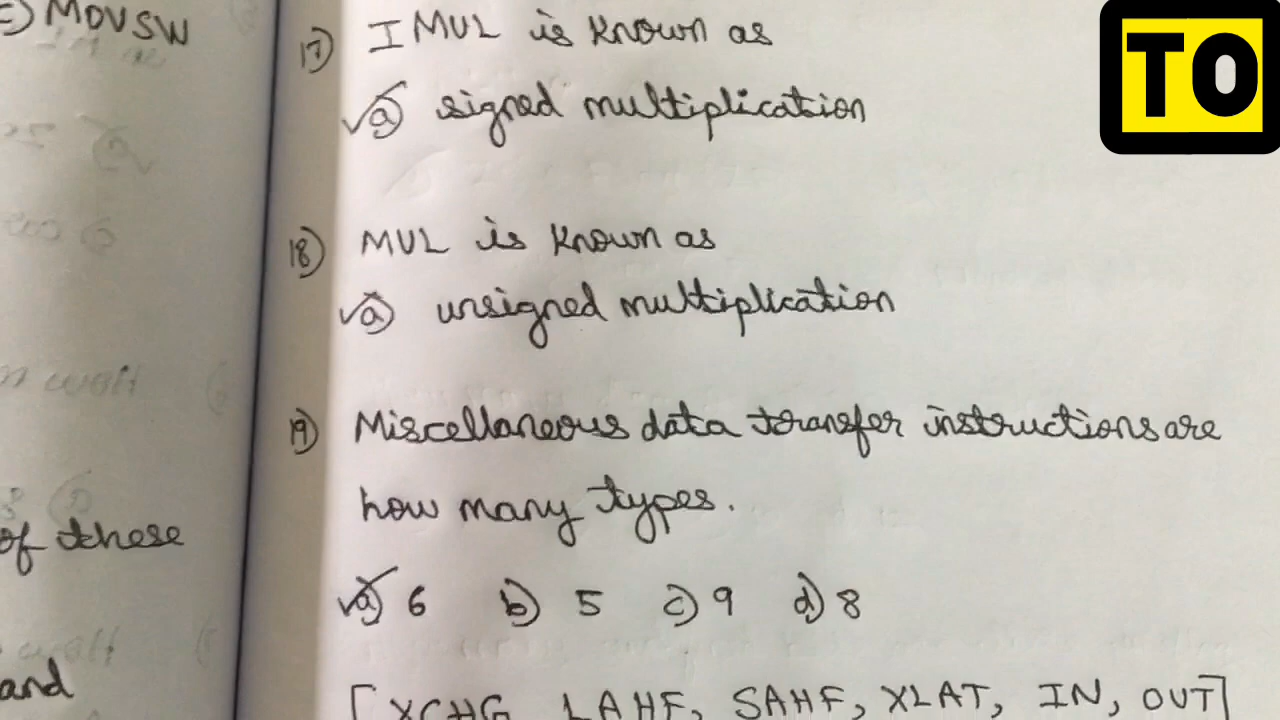 c) MOVSW
of these
and
17) IMUL is known as
a) signed multiplication
18) MUL is known as
a) unsigned multiplication
19) Miscellaneous data transfer instructions are
how many types.
a) 6 b) 5 c) 9 d) 8
[XCHG, LAHF, SAHF, XLAT, IN, OUT]
TO